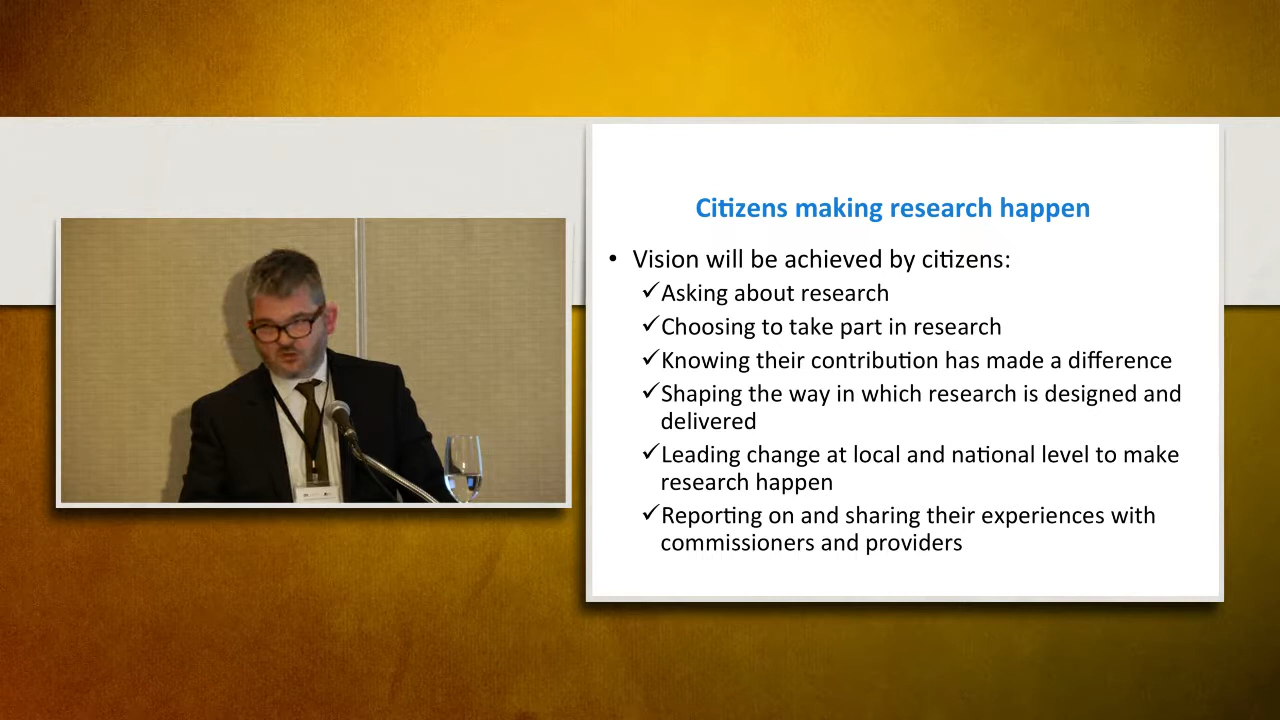 Citizens making research happen
• Vision will be achieved by citizens:
✓Asking about research
✓Choosing to take part in research
✓Knowing their contribution has made a difference
✓Shaping the way in which research is designed and
delivered
✓Leading change at local and national level to make
research happen
✓Reporting on and sharing their experiences with
commissioners and providers